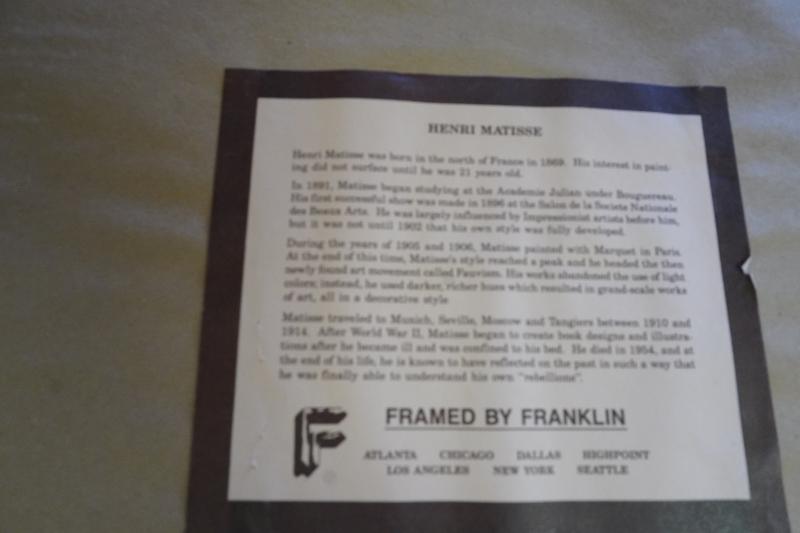 HENRI MATISSE
Henri Matisse was born in the north of France in 1869. His interest in paint-
ing did not surface until he was 21 years old.
In 1891, Matisse began studying at the Academie Julian under Bouguereau.
His first successful show was made in 1896 at the Salon de la Societe Nationale
des Beaux Arts. He was largely influenced by Impressionist artists before him,
but it was not until 1902 that his own style was fully developed.
During the years of 1905 and 1906, Matisse painted with Marquet in Paris.
At the end of this time, Matisse's style reached a peak and he headed the then
newly found art movement called Fauvism. His works abandoned the use of light
colors; instead, he used darker, richer hues which resulted in grand-scale works
of art, all in a decorative style
Matisse traveled to Munich, Seville, Moscow and Tangiers between 1910 and
1914. After World War II, Matisse began to create book designs and illustra-
tions after he became ill and was confined to his bed. He died in 1954, and at
the end of his life, he is known to have reflected on the past in such a way that
he was finally able to understand his own "rebellions".
F
FRAMED BY FRANKLIN
ATLANTA CHICAGO DALLAS HIGHPOINT
LOS ANGELES NEW YORK SEATTLE